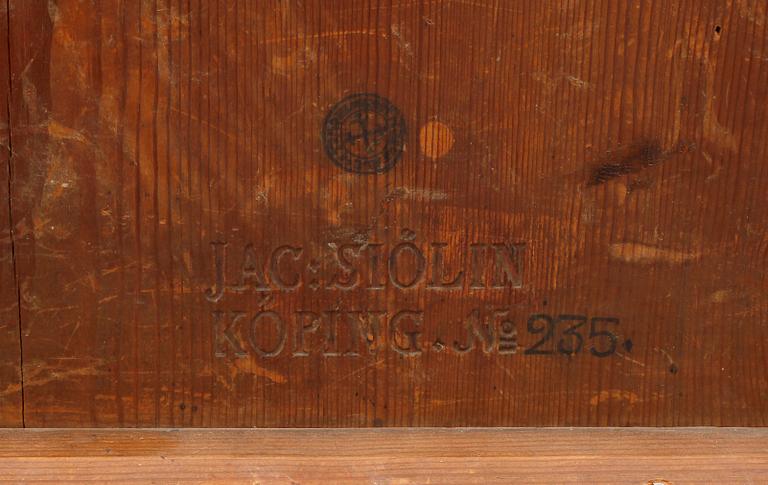 JAC: SIÖLIN
KÖPING. No 235.